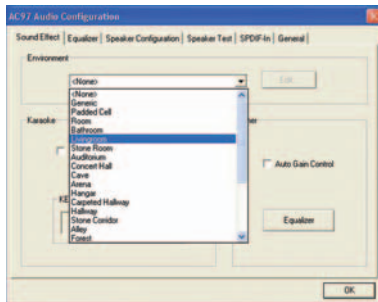 AC97 Audio Configuration
Sound Effect | Equalizer | Speaker Configuration | Speaker Test | SPDIF-In | General
Environment
<None>
Edit
<None>
Generic
Padded Cell
Room
Bathroom
Livingroom
Stone Room
Auditorium
Concert Hall
Cave
Arena
Hangar
Carpeted Hallway
Hallway
Stone Corridor
Alley
Forest
Karaoke
Auto Gain Control
KE
Equalizer
OK